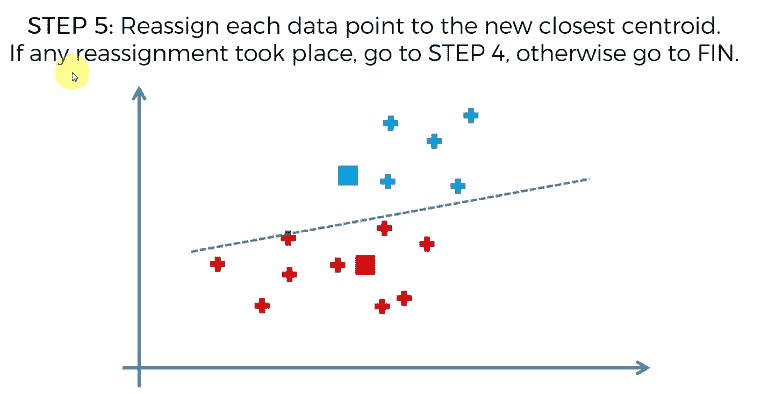 STEP 5: Reassign each data point to the new closest centroid.
If any reassignment took place, go to STEP 4, otherwise go to FIN.